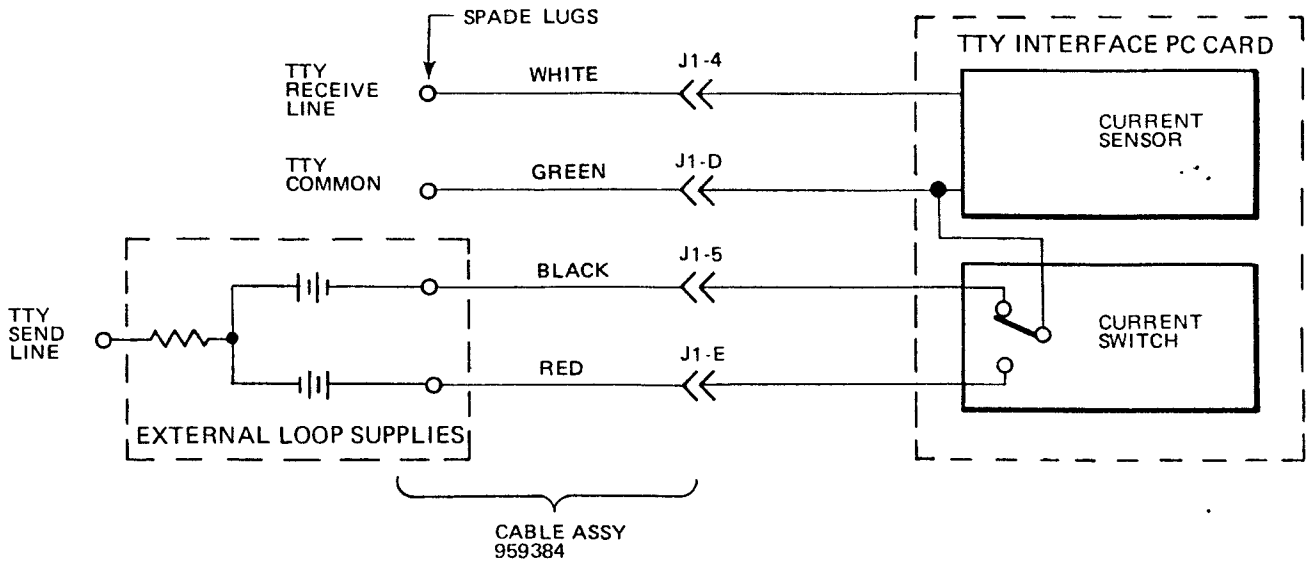 SPADE LUGS
TTY INTERFACE PC CARD
TTY
RECEIVE
LINE
WHITE
J1-4
CURRENT
SENSOR
TTY
COMMON
GREEN
J1-D
BLACK
J1-5
TTY
SEND
LINE
CURRENT
SWITCH
RED
J1-E
EXTERNAL LOOP SUPPLIES
CABLE ASSY
959384